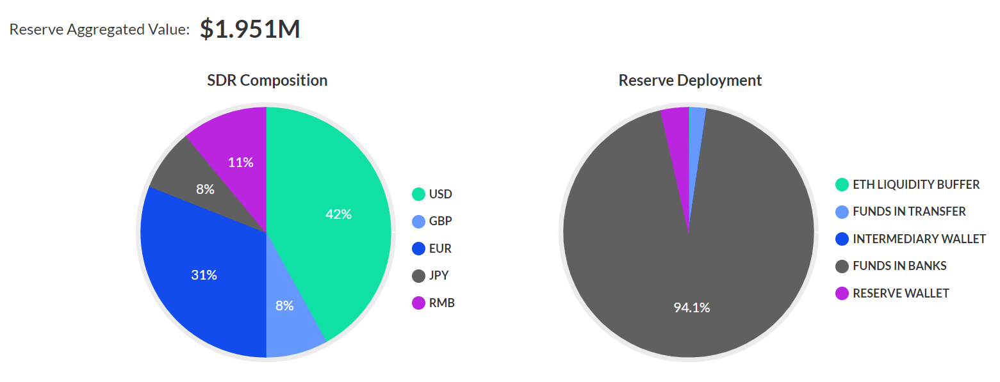 Reserve Aggregated Value: $1.951M
SDR Composition
11%
8%
42%
31%
8%
USD
GBP
EUR
JPY
RMB
Reserve Deployment
94.1%
ETH LIQUIDITY BUFFER
FUNDS IN TRANSFER
INTERMEDIARY WALLET
FUNDS IN BANKS
RESERVE WALLET